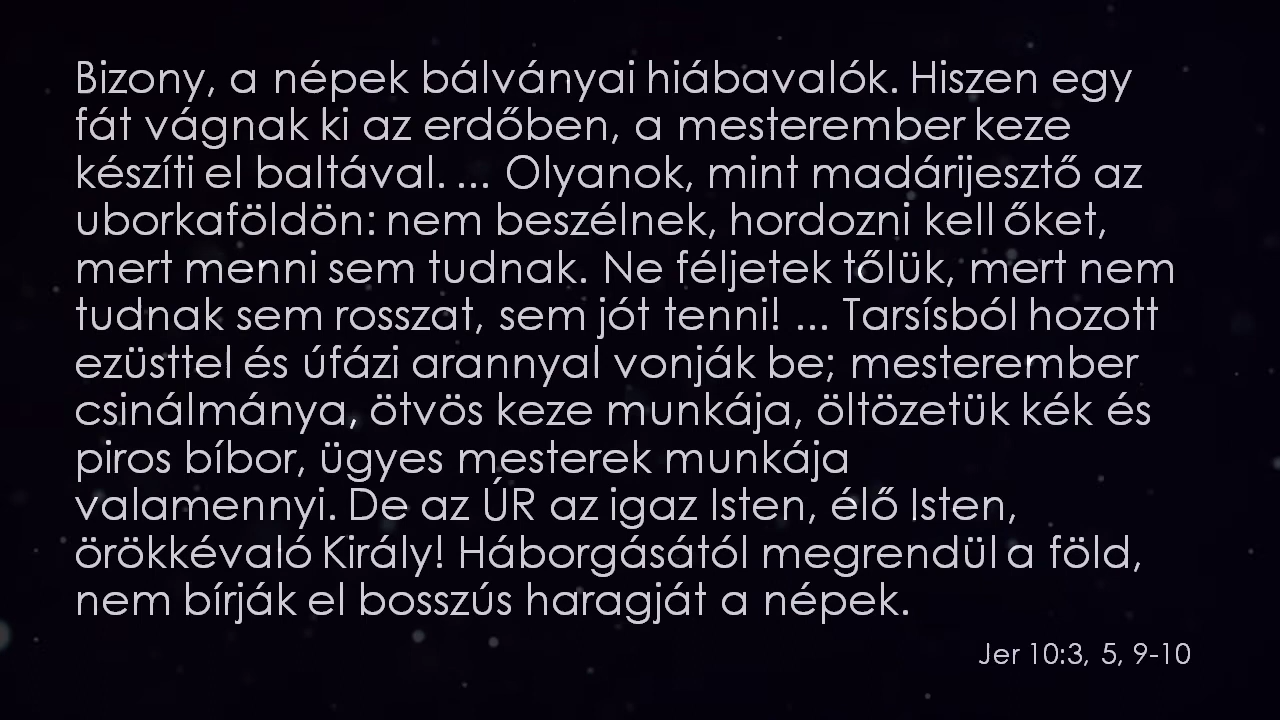 Bizony, a népek bálványai hiábavalók. Hiszen egy
fát vágnak ki az erdőben, a mesterember keze
készíti el baltával. ... Olyanok, mint madárijesztő az
uborkaföldön: nem beszélnek, hordozni kell őket,
mert menni sem tudnak. Ne féljetek tőlük, mert nem
tudnak sem rosszat, sem jót tenni! ... Tarsísból hozott
ezüsttel és úfázi arannyal vonják be; mesterember
csinálmánya, ötvös keze munkája, öltözetük kék és
piros bíbor, ügyes mesterek munkája
valamennyi. De az ÚR az igaz Isten, élő Isten,
örökkévaló Király! Háborgásától megrendül a föld,
nem bírják el bosszús haragját a népek.
Jer 10:3, 5, 9-10